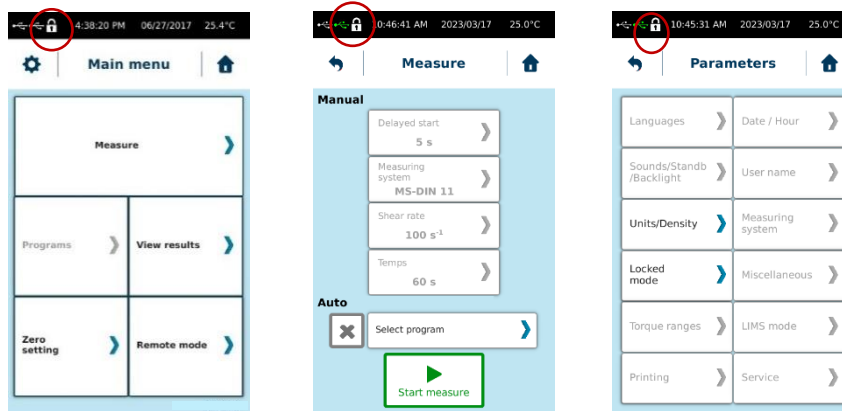 4:38:20 PM 06/27/2017 25.4°C
Main menu
Measure
Programs
View results
Zero
setting
Remote mode
0:46:41 AM 2023/03/17 25.0°C
Measure
Manual
Delayed start
5 s
Measuring
system
MS-DIN 11
Shear rate
100 s⁻¹
Temps
60 s
Auto
Select program
Start measure
10:45:31 AM 2023/03/17 25.0°C
Parameters
Languages
Date / Hour
Sounds/Standb
/Backlight
User name
Units/Density
Measuring
system
Locked
mode
Miscellaneous
Torque ranges
LIMS mode
Printing
Service